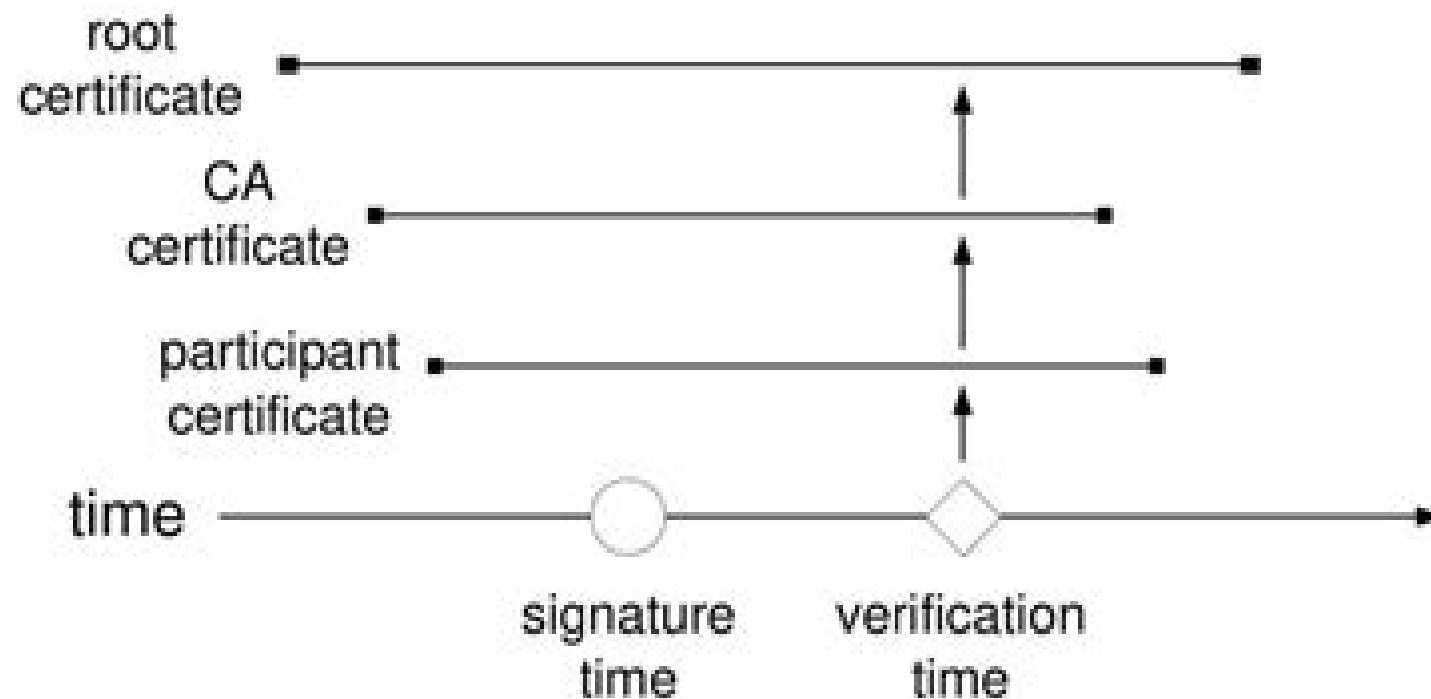 root
certificate
CA
certificate
participant
certificate
time
signature
time
verification
time